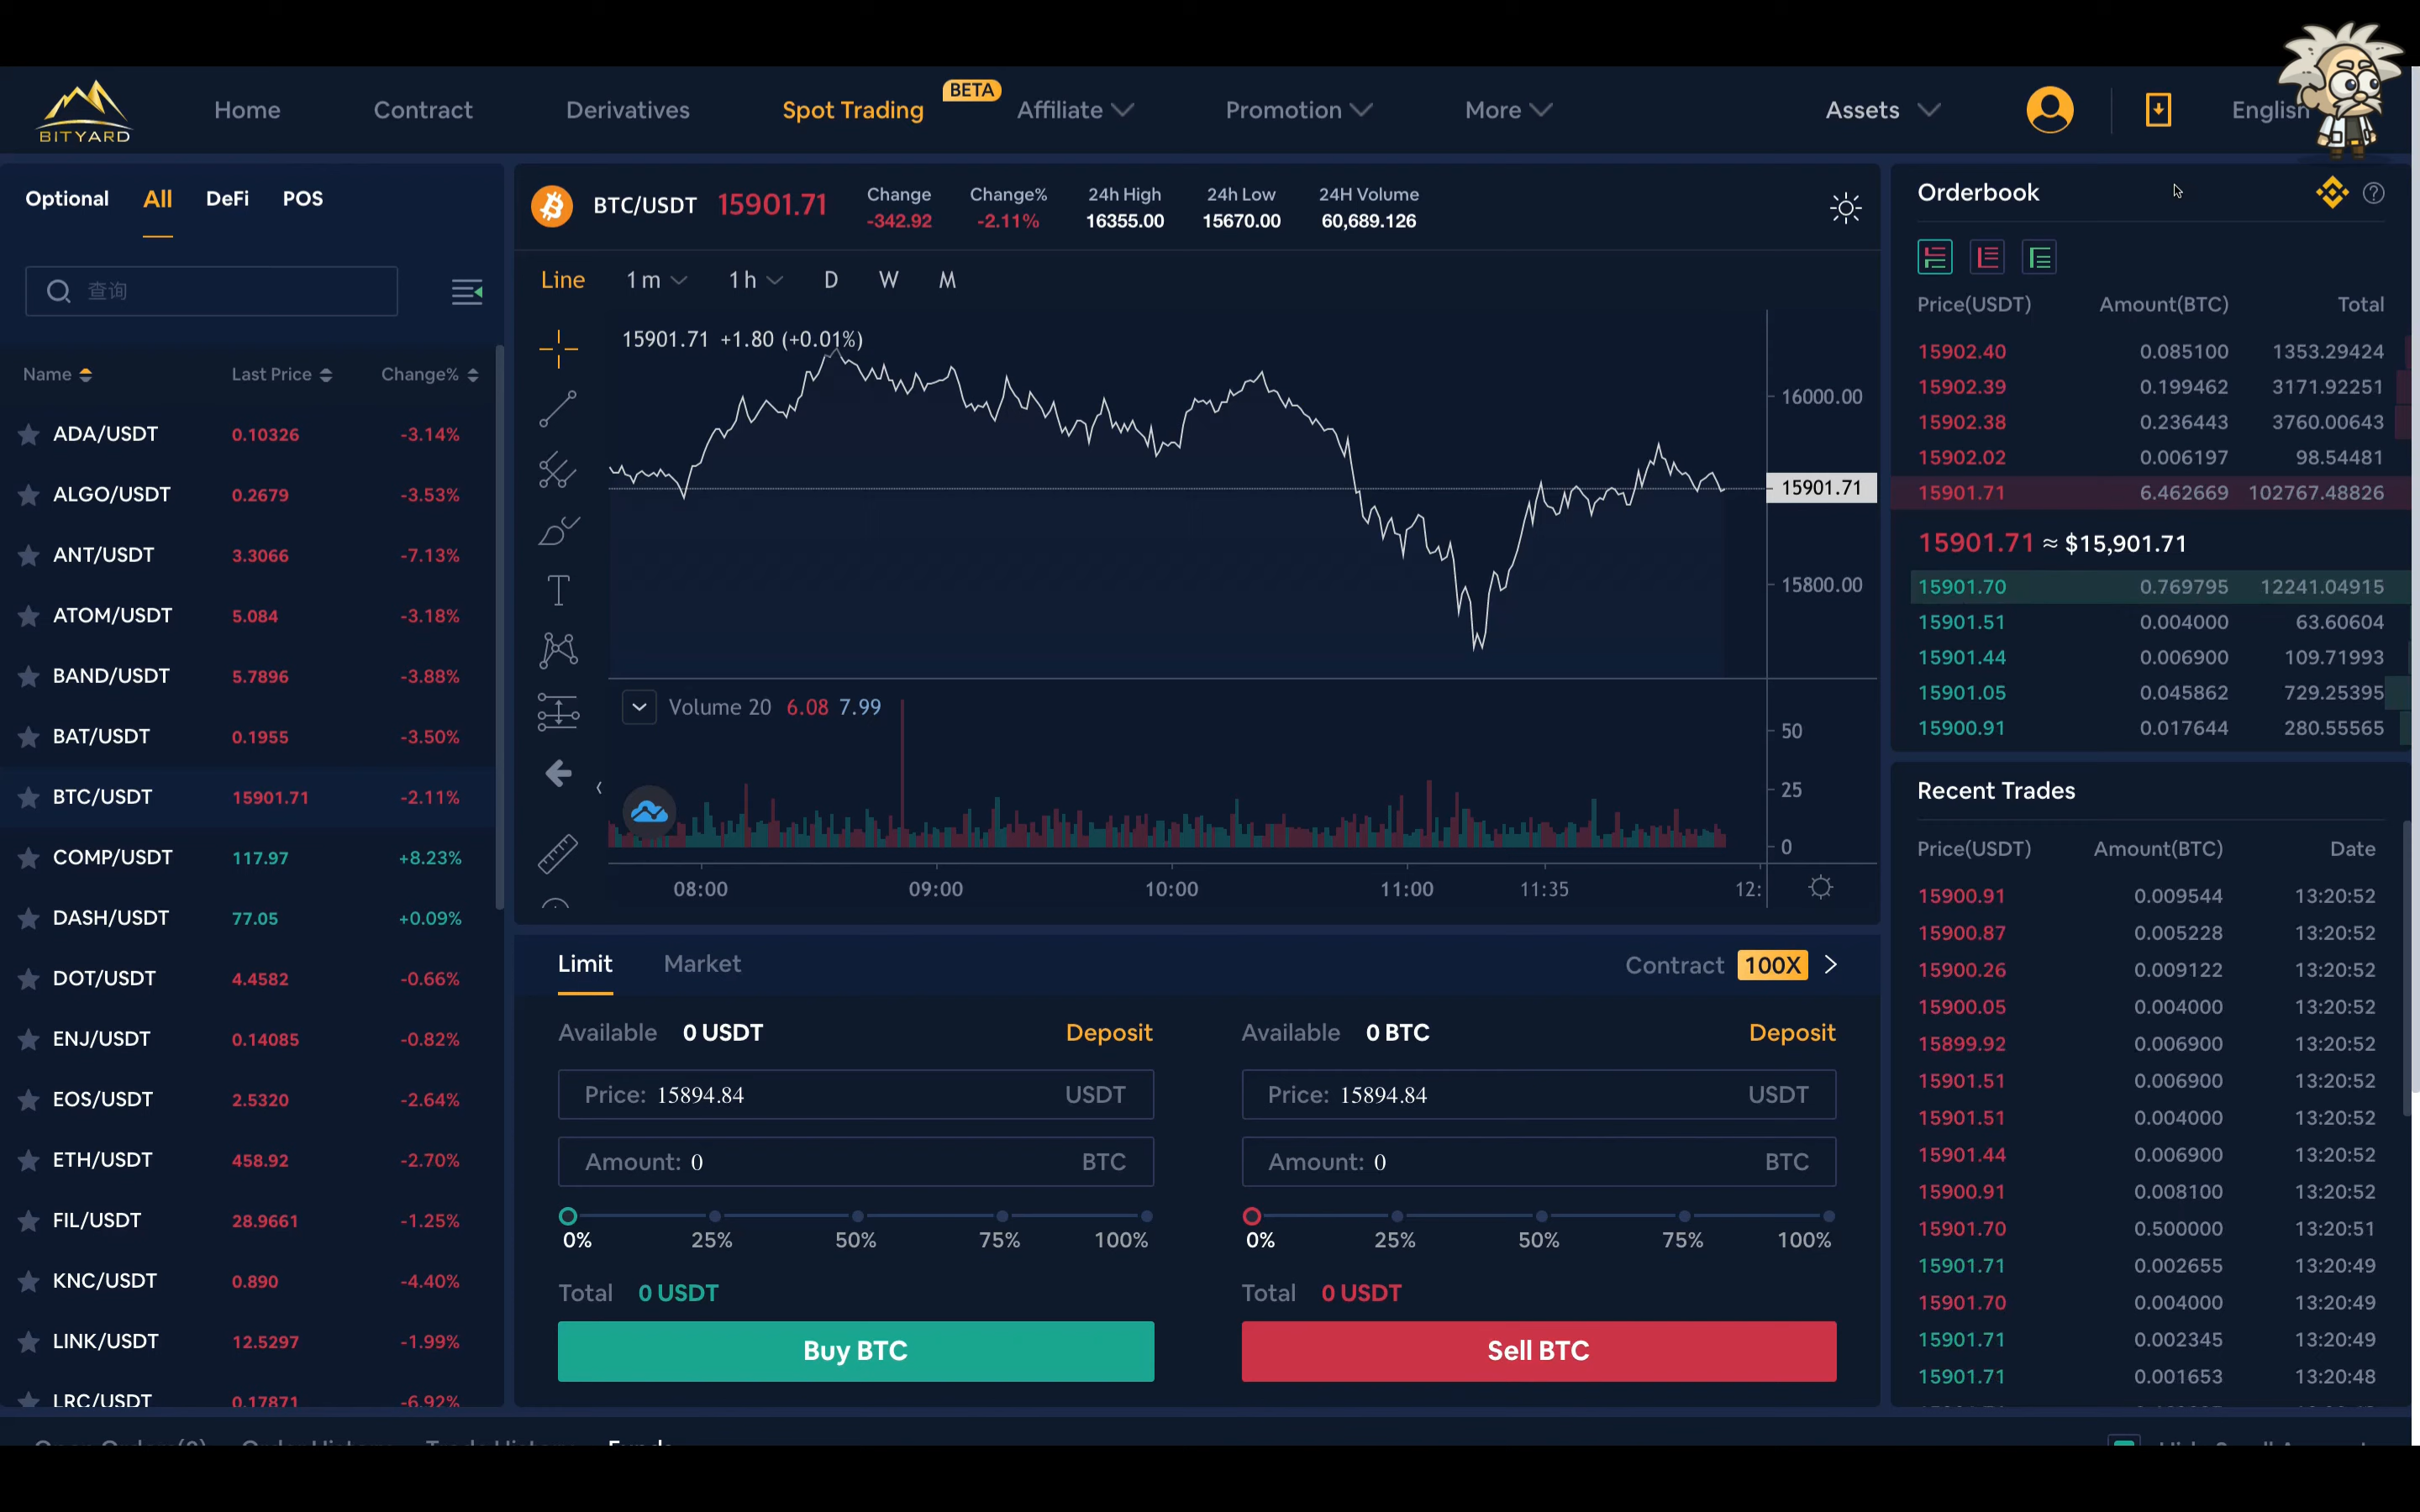 BITYARD
Home Contract Derivatives Spot Trading BETA Affiliate Promotion More Assets English
Optional All DeFi POS
查询
Name Last Price Change%
ADA/USDT 0.10326 -3.14%
ALGO/USDT 0.2679 -3.53%
ANT/USDT 3.3066 -7.13%
ATOM/USDT 5.084 -3.18%
BAND/USDT 5.7896 -3.88%
BAT/USDT 0.1955 -3.50%
BTC/USDT 15901.71 -2.11%
COMP/USDT 117.97 +8.23%
DASH/USDT 77.05 +0.09%
DOT/USDT 4.4582 -0.66%
ENJ/USDT 0.14085 -0.82%
EOS/USDT 2.5320 -2.64%
ETH/USDT 458.92 -2.70%
FIL/USDT 28.9661 -1.25%
KNC/USDT 0.890 -4.40%
LINK/USDT 12.5297 -1.99%
LRC/USDT 0.17871 -6.92%
BTC/USDT 15901.71
Change Change% 24h High 24h Low 24H Volume
-342.92 -2.11% 16355.00 15670.00 60,689.126
Line 1m 1h D W M
15901.71 +1.80 (+0.01%)
16000.00
15901.71
15800.00
Volume 20 6.08 7.99
50
25
0
08:00 09:00 10:00 11:00 11:35 12:
Limit Market Contract 100X
Available 0 USDT Deposit
Price: 15894.84 USDT
Amount: 0 BTC
0% 25% 50% 75% 100%
Total 0 USDT
Buy BTC
Available 0 BTC Deposit
Price: 15894.84 USDT
Amount: 0 BTC
0% 25% 50% 75% 100%
Total 0 USDT
Sell BTC
Orderbook
Price(USDT) Amount(BTC) Total
15902.40 0.085100 1353.29424
15902.39 0.199462 3171.92251
15902.38 0.236443 3760.00643
15902.02 0.006197 98.54481
15901.71 6.462669 102767.48826
15901.71 ≈ $15,901.71
15901.70 0.769795 12241.04915
15901.51 0.004000 63.60604
15901.44 0.006900 109.71993
15901.05 0.045862 729.25395
15900.91 0.017644 280.55565
Recent Trades
Price(USDT) Amount(BTC) Date
15900.91 0.009544 13:20:52
15900.87 0.005228 13:20:52
15900.26 0.009122 13:20:52
15900.05 0.004000 13:20:52
15899.92 0.006900 13:20:52
15901.51 0.006900 13:20:52
15901.51 0.004000 13:20:52
15901.44 0.006900 13:20:52
15900.91 0.008100 13:20:52
15901.70 0.500000 13:20:51
15901.71 0.002655 13:20:49
15901.70 0.004000 13:20:49
15901.71 0.002345 13:20:49
15901.71 0.001653 13:20:48